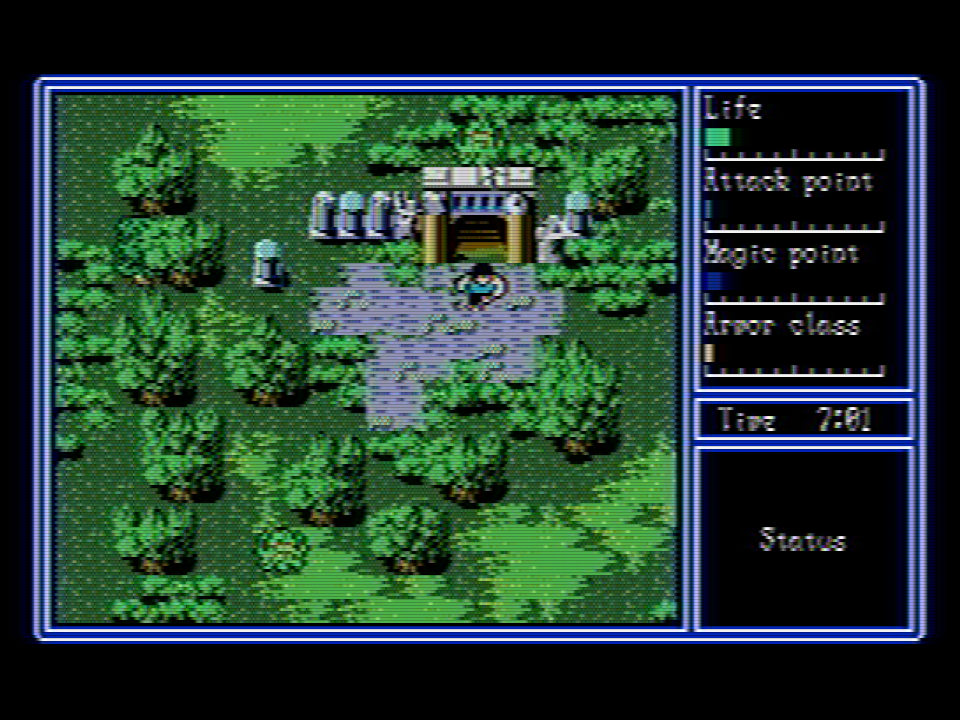 Life
Attack point
Magic point
Armor class
Time 7:01
Status